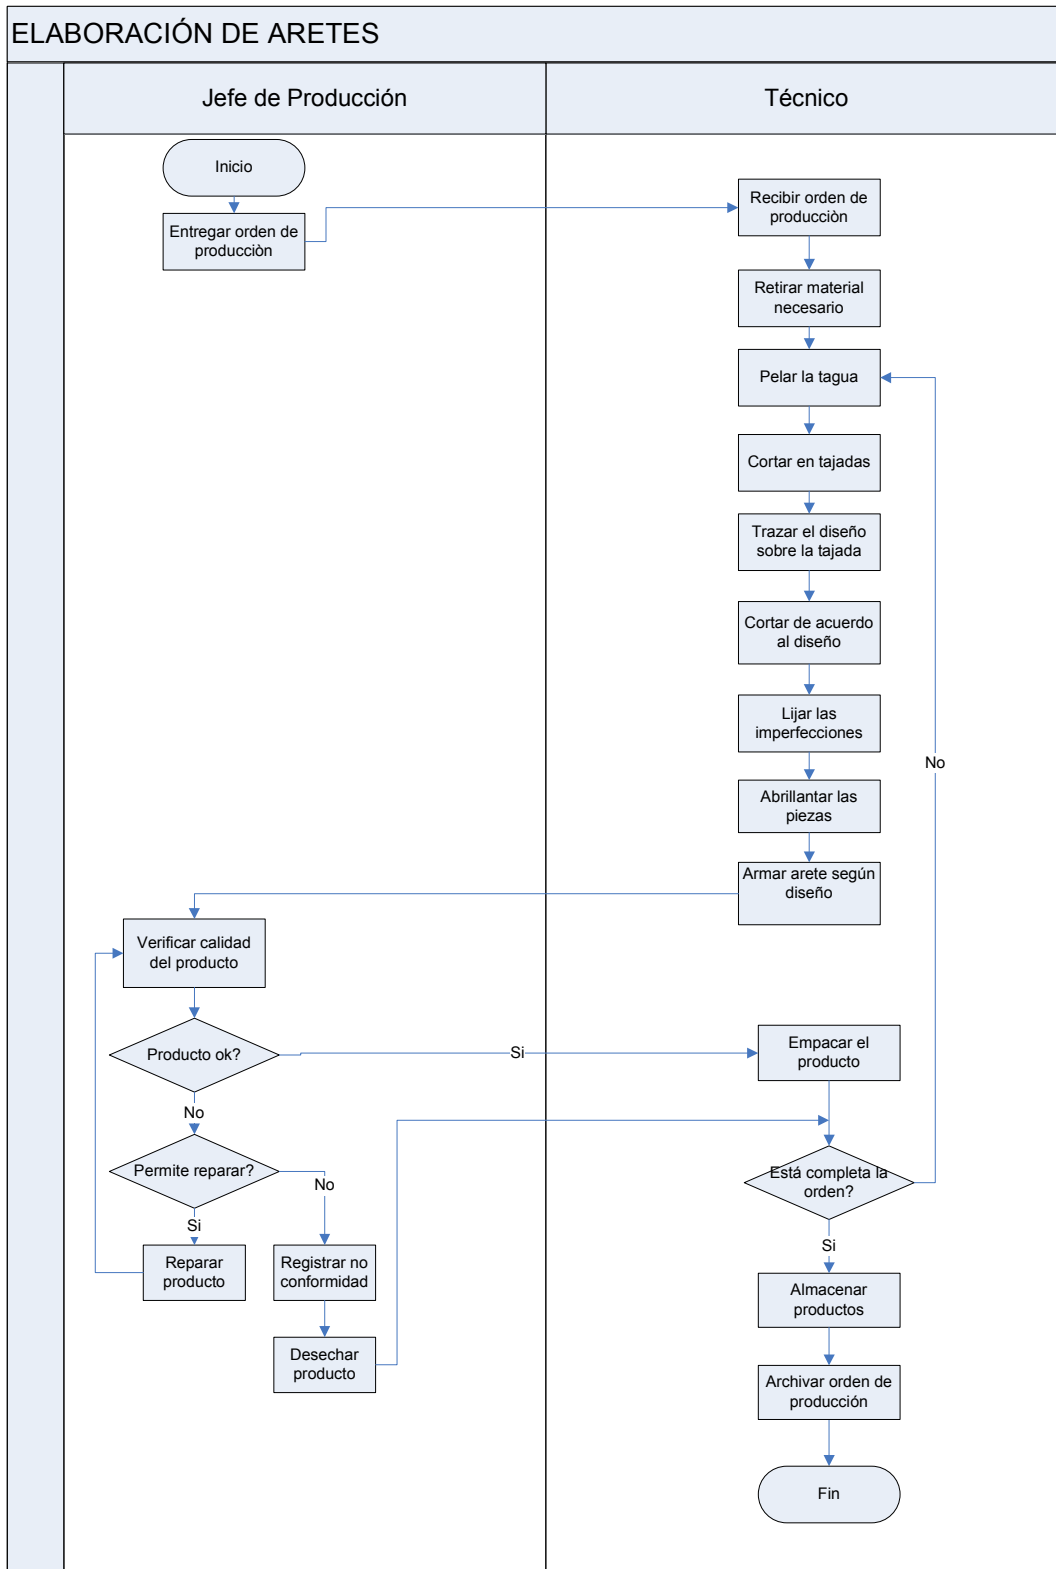 ELABORACIÓN DE ARETES
Jefe de Producción
Técnico
Inicio
Entregar orden de
producciòn
Recibir orden de
producciòn
Retirar material
necesario
Pelar la tagua
Cortar en tajadas
Trazar el diseño
sobre la tajada
Cortar de acuerdo
al diseño
Lijar las
imperfecciones
No
Abrillantar las
piezas
Armar arete según
diseño
Verificar calidad
del producto
Producto ok?
Si
Empacar el
producto
No
Permite reparar?
No
Está completa la
orden?
Si
Si
Reparar
producto
Registrar no
conformidad
Almacenar
productos
Desechar
producto
Archivar orden de
producción
Fin